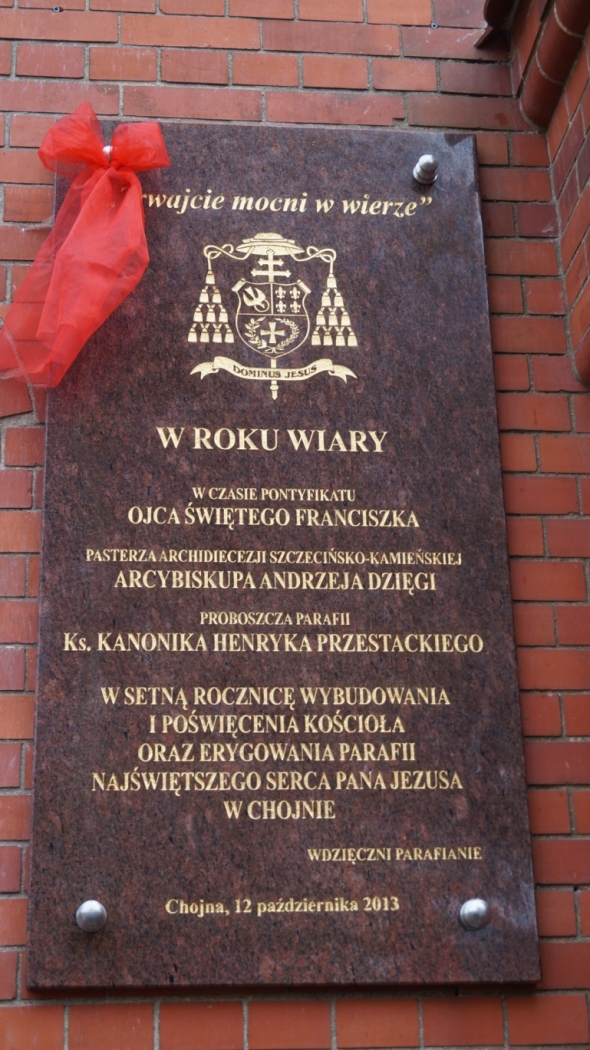 rwajcie mocni w wierze”
DOMINUS JESUS
W ROKU WIARY
W CZASIE PONTYFIKATU
OJCA ŚWIĘTEGO FRANCISZKA
PASTERZA ARCHIDIECEZJI SZCZECIŃSKO-KAMIEŃSKIEJ
ARCYBISKUPA ANDRZEJA DZIĘGI
PROBOSZCZA PARAFII
Ks. KANONIKA HENRYKA PRZESTACKIEGO
W SETNĄ ROCZNICĘ WYBUDOWANIA
I POŚWIĘCENIA KOŚCIOŁA
ORAZ ERYGOWANIA PARAFII
NAJŚWIĘTSZEGO SERCA PANA JEZUSA
W CHOJNIE
WDZIĘCZNI PARAFIANIE
Chojna, 12 października 2013